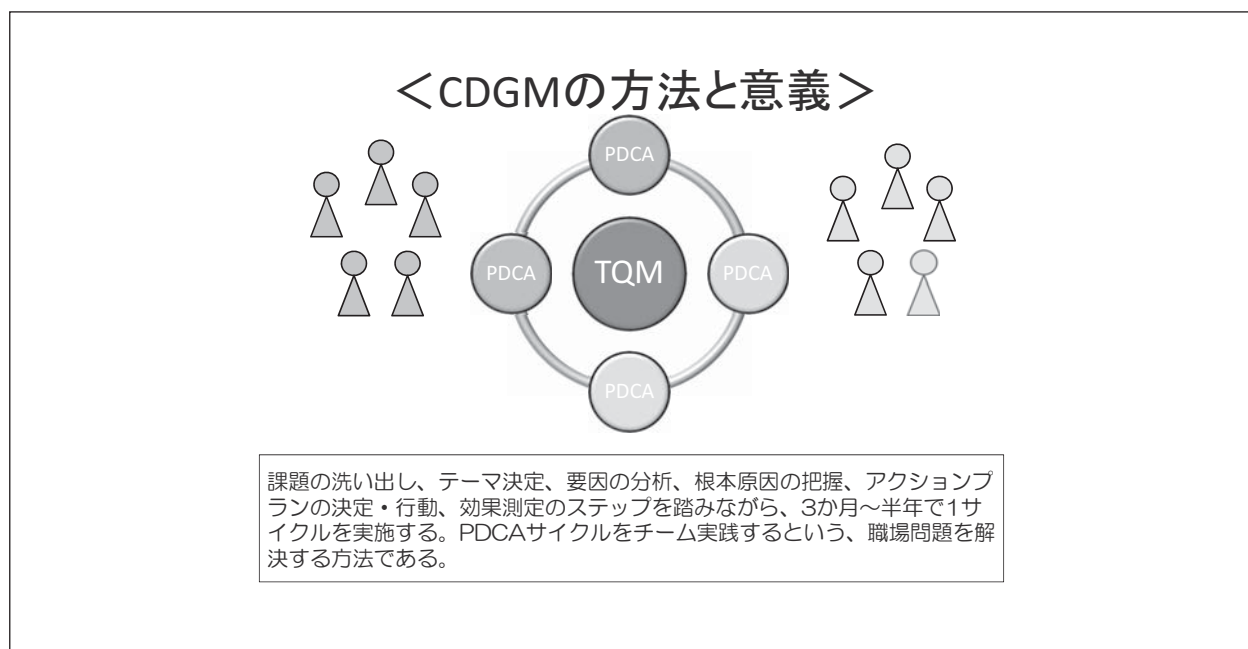 ＜CDGMの方法と意義＞
PDCA
PDCA
TQM
PDCA
PDCA
課題の洗い出し、テーマ決定、要因の分析、根本原因の把握、アクションプ
ランの決定・行動、効果測定のステップを踏みながら、3か月～半年で1サ
イクルを実施する。PDCAサイクルをチーム実践するという、職場問題を解
決する方法である。